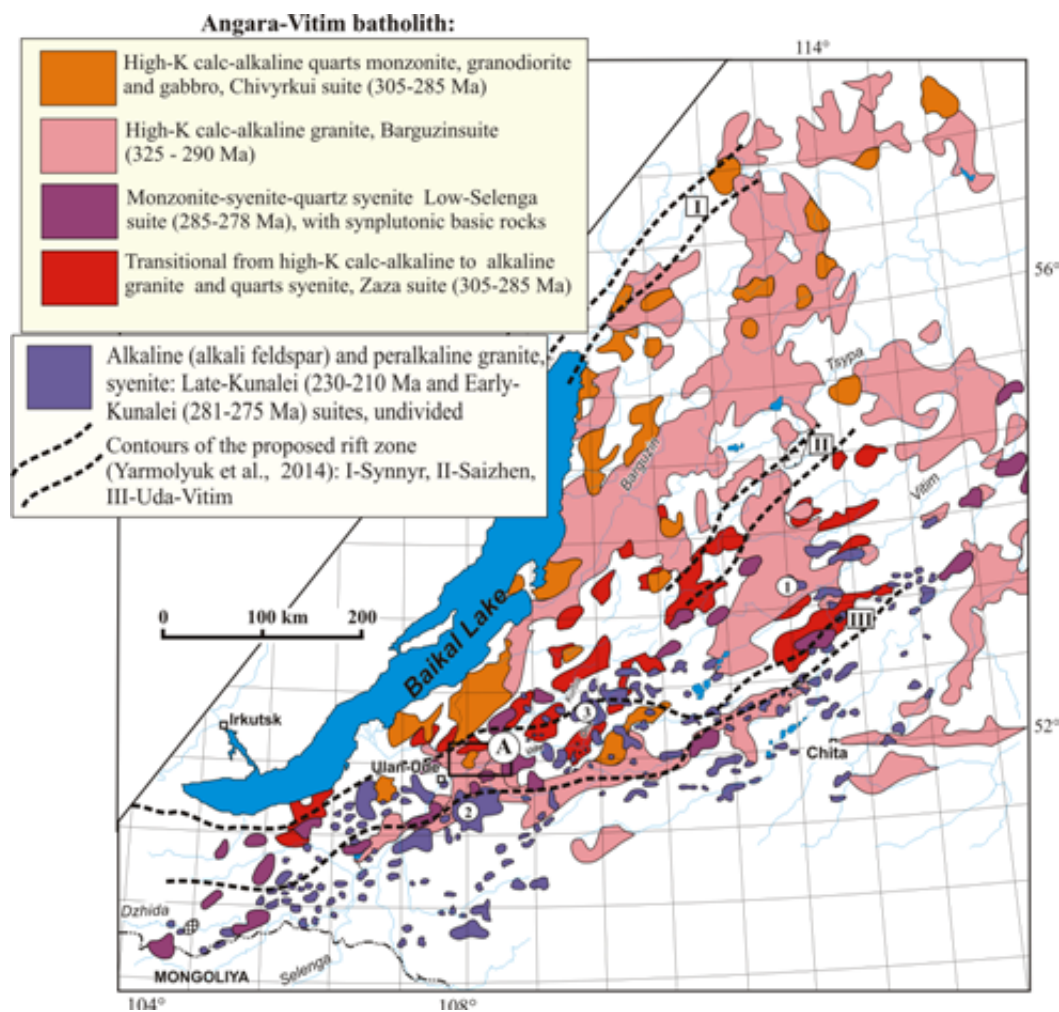 Angara-Vitim batholith:
High-K calc-alkaline quarts monzonite, granodiorite
and gabbro, Chivyrkui suite (305-285 Ma)
High-K calc-alkaline granite, Barguzinsuite
(325 - 290 Ma)
Monzonite-syenite-quartz syenite Low-Selenga
suite (285-278 Ma), with synplutonic basic rocks
Transitional from high-K calc-alkaline to alkaline
granite and quarts syenite, Zaza suite (305-285 Ma)
Alkaline (alkali feldspar) and peralkaline granite,
syenite: Late-Kunalei (230-210 Ma and Early-
Kunalei (281-275 Ma) suites, undivided
Contours of the proposed rift zone
(Yarmolyuk et al., 2014): I-Synnyr, II-Saizhen,
III-Uda-Vitim
114°
I
56°
Tsypa
II
Barguzin
Vitim
1
III
0 100 km 200
Baikal Lake
52°
Irkutsk
3
A
Chita
Ulan-Ude
2
Dzhida
MONGOLIYA
Selenga
104°
108°